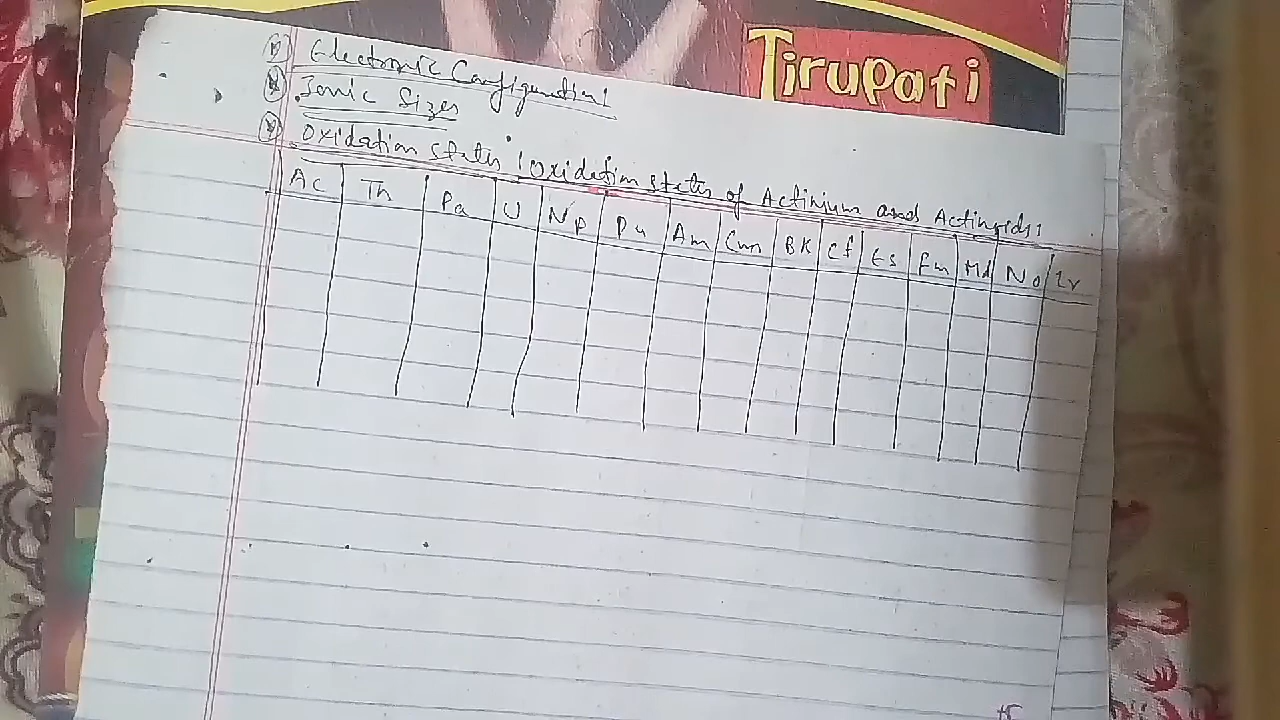 Tirupati
Electronic Configuration:
Ionic Sizes
Oxidation states: Oxidation states of Actinium and Actinoids:
Ac Th Pa U Np Pu Am Cm BK Cf Es Fm Md No Lr